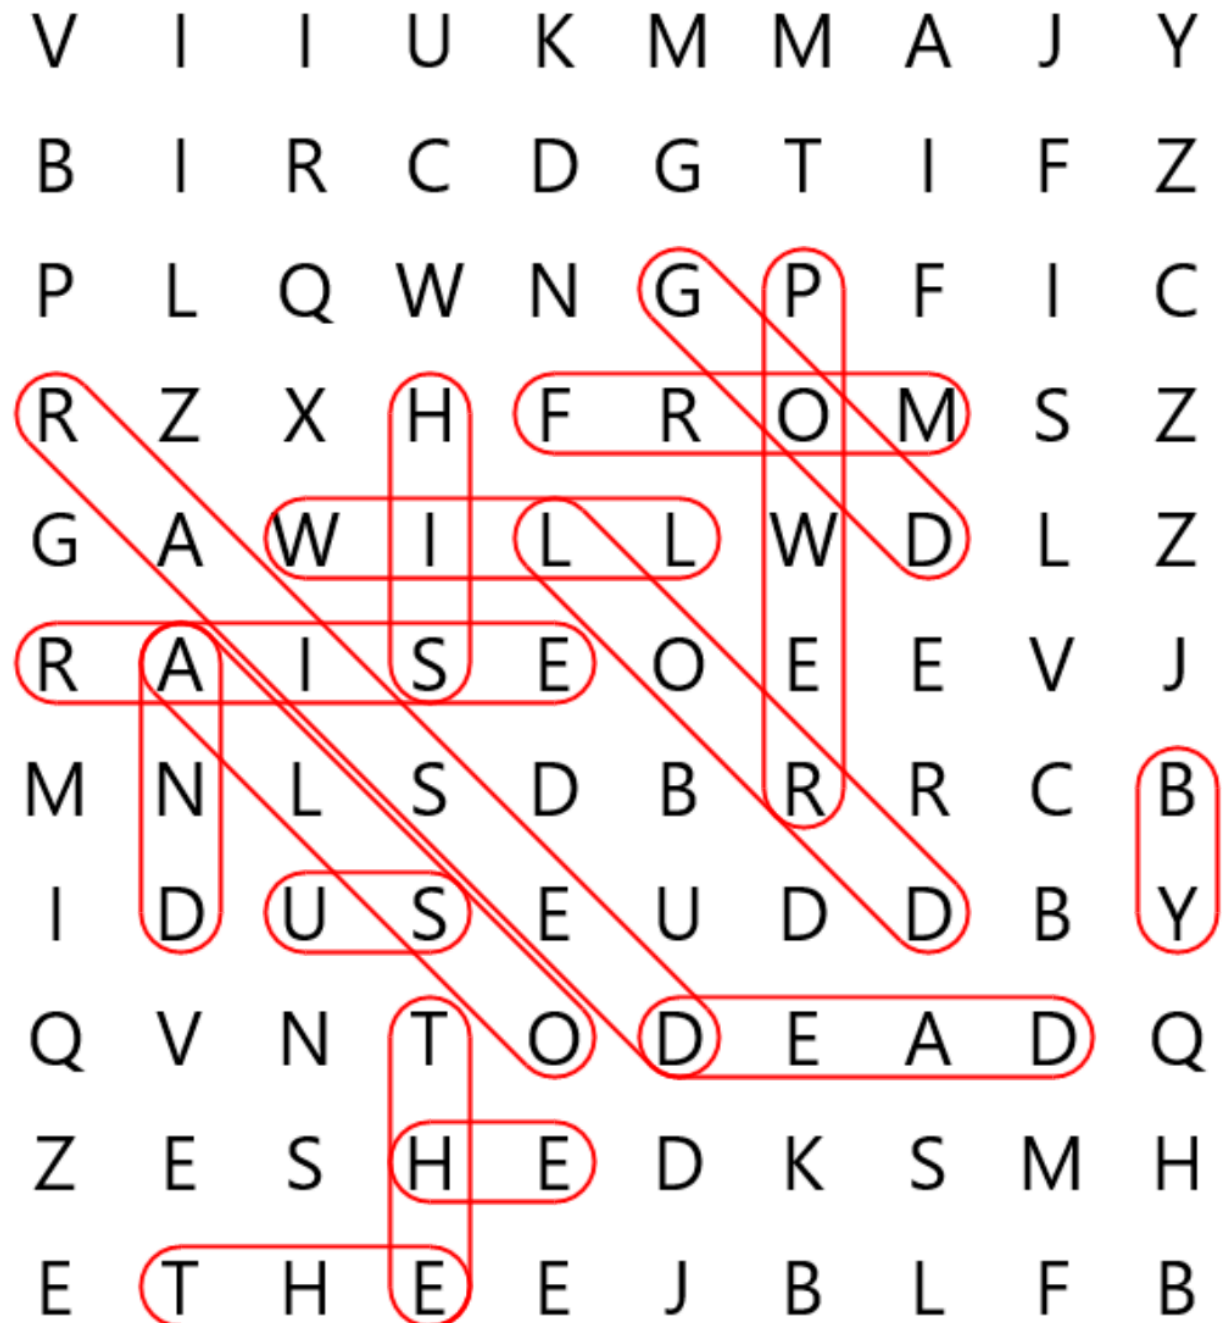 V I I U K M M A J Y
B I R C D G T I F Z
P L Q W N G P F I C
R Z X H F R O M S Z
G A W I L L W D L Z
R A I S E O E E V J
M N L S D B R R C B
I D U S E U D D B Y
Q V N T O D E A D Q
Z E S H E D K S M H
E T H E E J B L F B